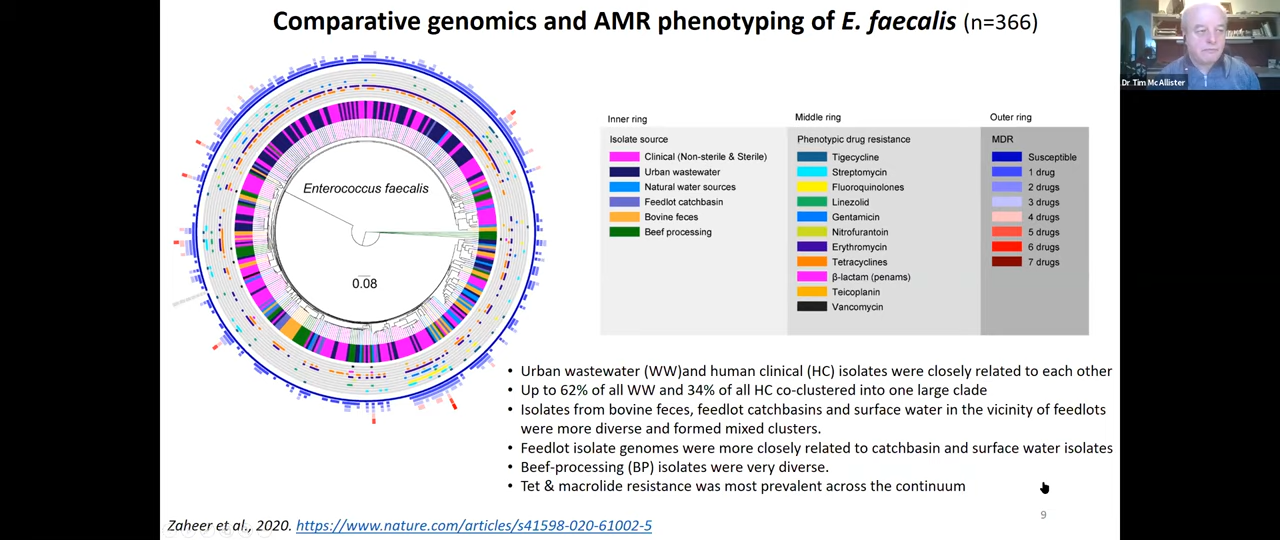 Comparative genomics and AMR phenotyping of E. faecalis (n=366)
Dr Tim McAllister
Enterococcus faecalis
0.08
Inner ring
Isolate source
Clinical (Non-sterile & Sterile)
Urban wastewater
Natural water sources
Feedlot catchbasin
Bovine feces
Beef processing
Middle ring
Phenotypic drug resistance
Tigecycline
Streptomycin
Fluoroquinolones
Linezolid
Gentamicin
Nitrofurantoin
Erythromycin
Tetracyclines
β-lactam (penams)
Teicoplanin
Vancomycin
Outer ring
MDR
Susceptible
1 drug
2 drugs
3 drugs
4 drugs
5 drugs
6 drugs
7 drugs
• Urban wastewater (WW)and human clinical (HC) isolates were closely related to each other
• Up to 62% of all WW and 34% of all HC co-clustered into one large clade
• Isolates from bovine feces, feedlot catchbasins and surface water in the vicinity of feedlots
were more diverse and formed mixed clusters.
• Feedlot isolate genomes were more closely related to catchbasin and surface water isolates
• Beef-processing (BP) isolates were very diverse.
• Tet & macrolide resistance was most prevalent across the continuum
9
Zaheer et al., 2020. https://www.nature.com/articles/s41598-020-61002-5